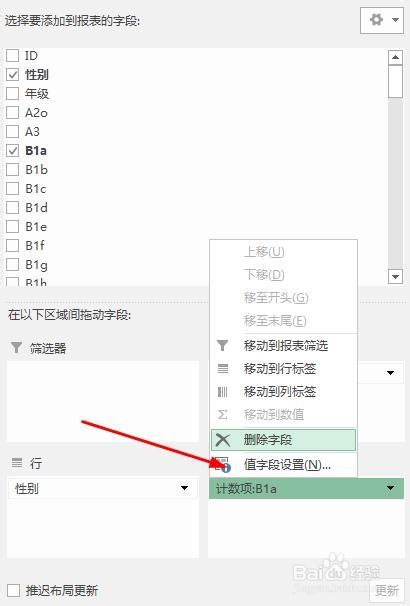 选择要添加到报表的字段:
ID
性别
年级
A2o
A3
B1a
B1b
B1c
B1d
B1e
B1f
B1g
B1h
上移(U)
下移(D)
移至开头(G)
移至末尾(E)
移动到报表筛选
移动到行标签
移动到列标签
移动到数值
删除字段
值字段设置(N)...
在以下区域间拖动字段:
筛选器
行
性别
计数项:B1a
推迟布局更新
更新
Baidu 经验
jingyan.baidu.com